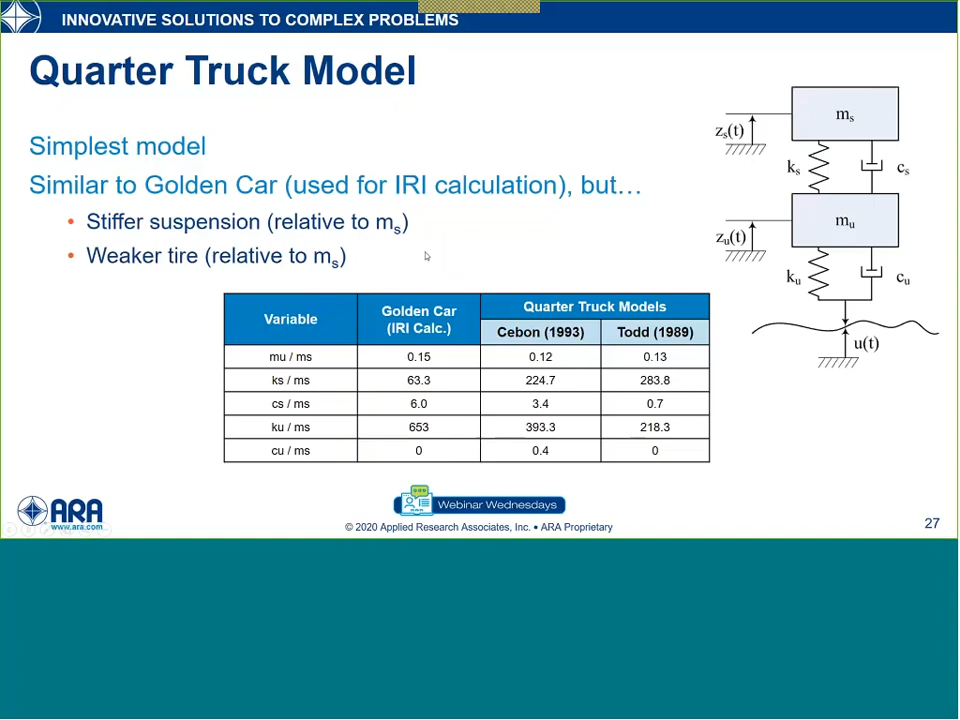 INNOVATIVE SOLUTIONS TO COMPLEX PROBLEMS
Quarter Truck Model
Simplest model
Similar to Golden Car (used for IRI calculation), but…
• Stiffer suspension (relative to ms)
• Weaker tire (relative to ms)
ms
zs(t)
ks
cs
mu
zu(t)
ku
cu
u(t)
Variable
Golden Car
(IRI Calc.)
Quarter Truck Models
Cebon (1993)
Todd (1989)
mu / ms 0.15 0.12 0.13
ks / ms 63.3 224.7 283.8
cs / ms 6.0 3.4 0.7
ku / ms 653 393.3 218.3
cu / ms 0 0.4 0
ARA
www.ara.com
Webinar Wednesdays
© 2020 Applied Research Associates, Inc. • ARA Proprietary
27